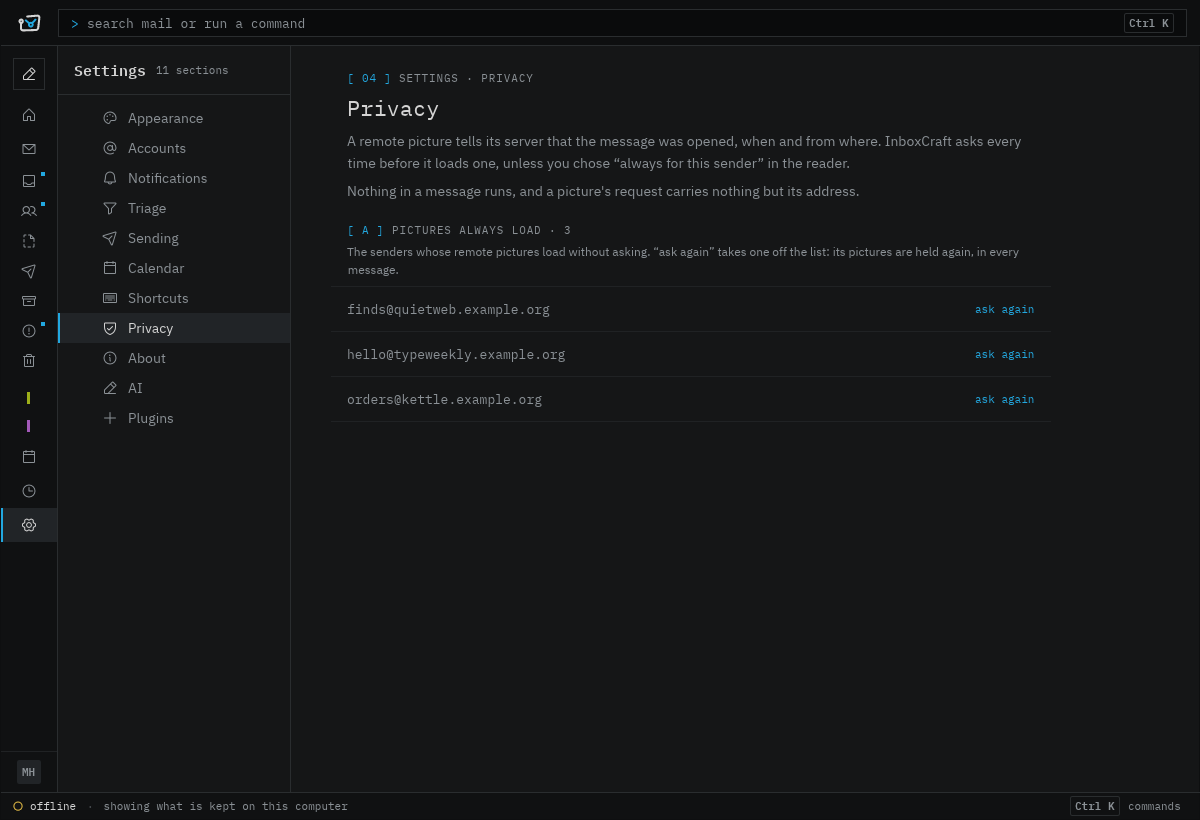 > search mail or run a command Ctrl K
Settings 11 sections
Appearance
Accounts
Notifications
Triage
Sending
Calendar
Shortcuts
Privacy
About
AI
Plugins
[ 04 ] SETTINGS · PRIVACY
Privacy
A remote picture tells its server that the message was opened, when and from where. InboxCraft asks every
time before it loads one, unless you chose “always for this sender” in the reader.
Nothing in a message runs, and a picture's request carries nothing but its address.
[ A ] PICTURES ALWAYS LOAD · 3
The senders whose remote pictures load without asking. “ask again” takes one off the list: its pictures are held again, in every
message.
finds@quietweb.example.org ask again
hello@typeweekly.example.org ask again
orders@kettle.example.org ask again
MH
offline · showing what is kept on this computer Ctrl K commands